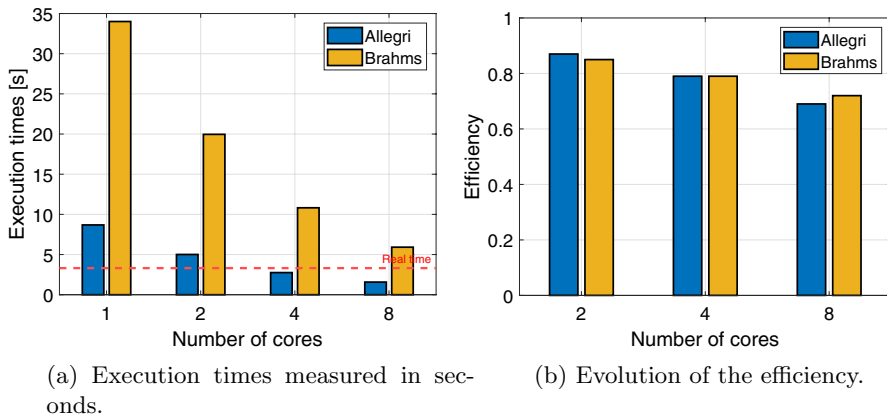 35
30
25
20
15
10
5
0
Execution times [s]
Allegri
Brahms
Real time
1 2 4 8
Number of cores
(a) Execution times measured in sec-
onds.
1
0.8
0.6
0.4
0.2
0
Efficiency
Allegri
Brahms
2 4 8
Number of cores
(b) Evolution of the efficiency.